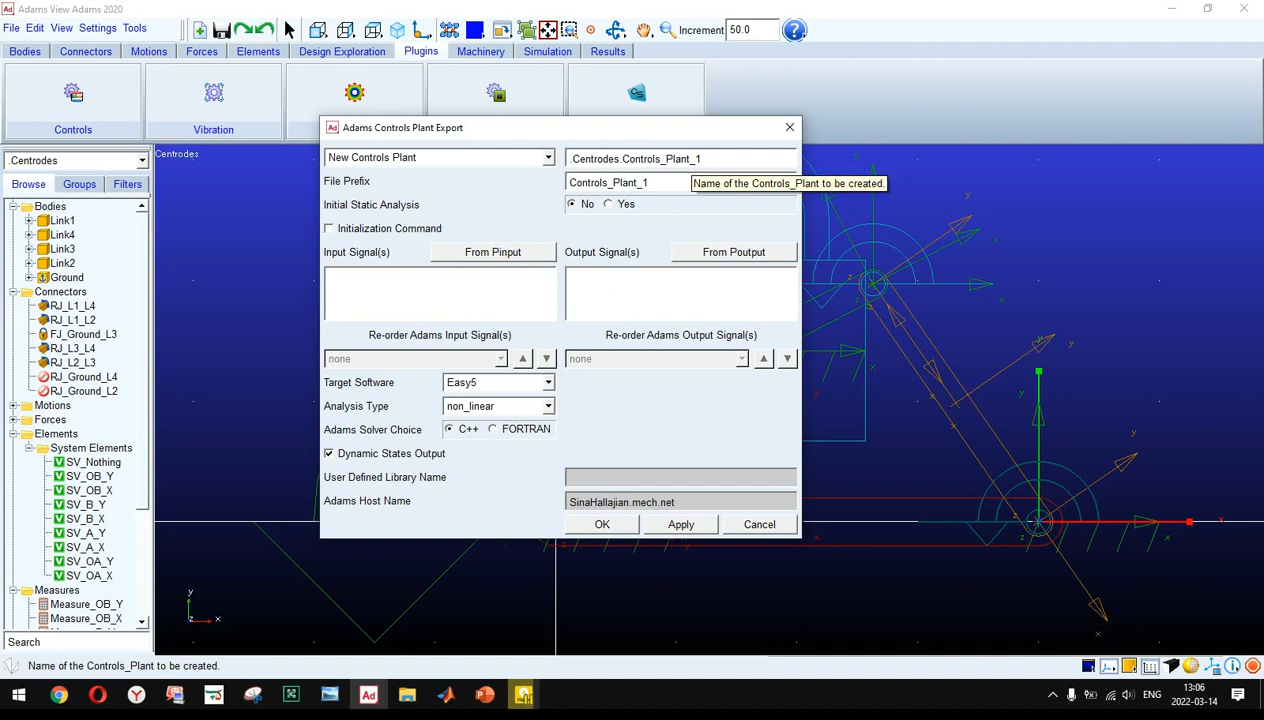 Ad Adams View Adams 2020
File Edit View Settings Tools
Increment 50.0
Bodies Connectors Motions Forces Elements Design Exploration Plugins Machinery Simulation Results
Controls
Vibration
Ad Adams Controls Plant Export
.Centrodes
Centrodes
New Controls Plant
.Centrodes.Controls_Plant_1
File Prefix
Controls_Plant_1
Name of the Controls_Plant to be created.
Browse Groups Filters
Initial Static Analysis
No Yes
Initialization Command
Input Signal(s)
From Pinput
Output Signal(s)
From Poutput
Re-order Adams Input Signal(s)
Re-order Adams Output Signal(s)
none
none
Target Software
Easy5
Analysis Type
non_linear
Adams Solver Choice
C++ FORTRAN
Dynamic States Output
User Defined Library Name
Adams Host Name
SinaHallajian.mech.net
OK Apply Cancel
Bodies
Link1
Link4
Link3
Link2
Ground
Connectors
RJ_L1_L4
RJ_L1_L2
FJ_Ground_L3
RJ_L3_L4
RJ_L2_L3
RJ_Ground_L4
RJ_Ground_L2
Motions
Forces
Elements
System Elements
SV_Nothing
SV_OB_Y
SV_OB_X
SV_B_Y
SV_B_X
SV_A_Y
SV_A_X
SV_OA_Y
SV_OA_X
Measures
Measure_OB_Y
Measure_OB_X
Search
Name of the Controls_Plant to be created.
Ad
ENG
13:06
2022-03-14